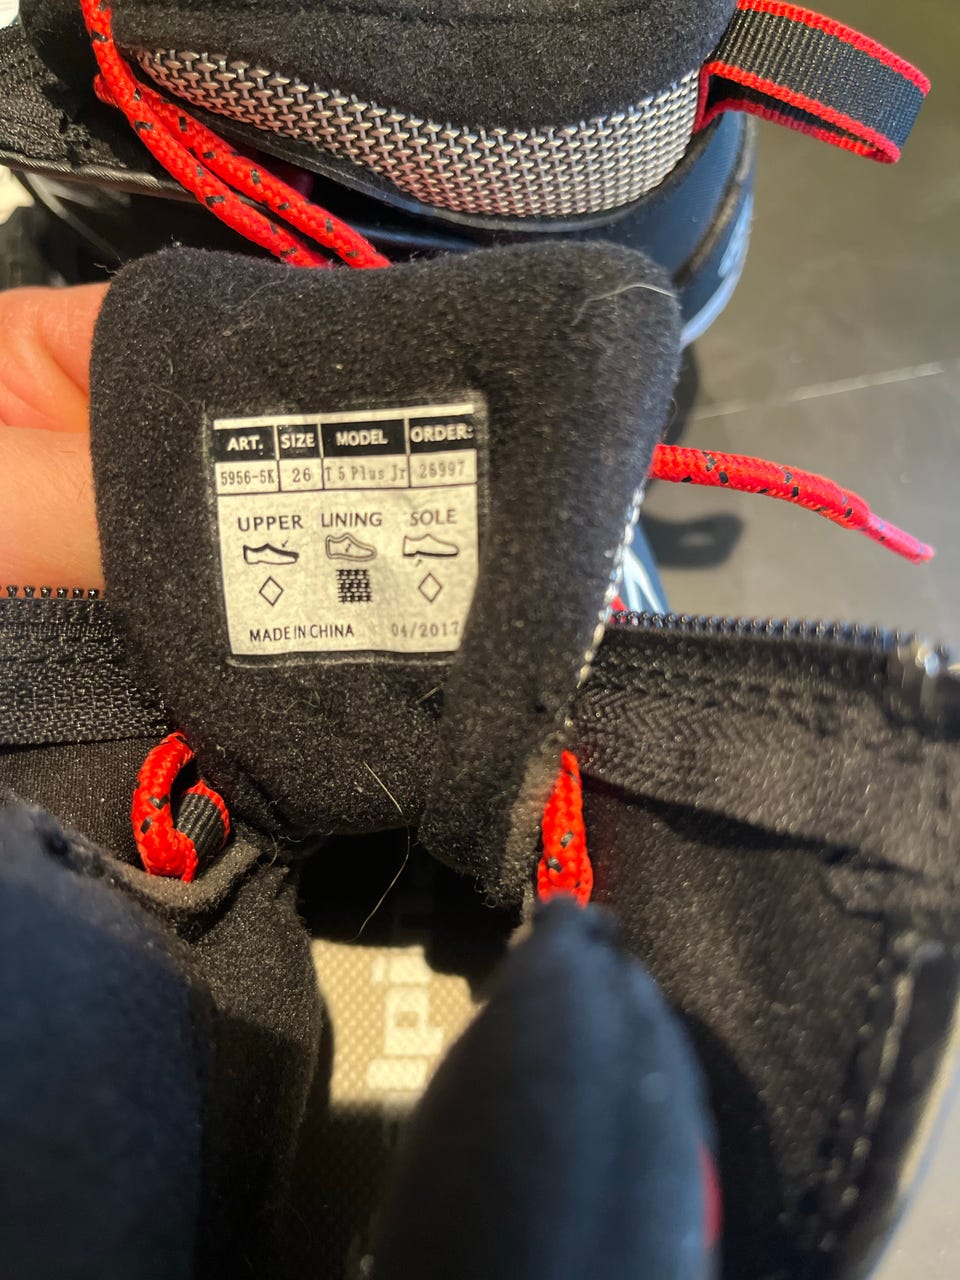 ART. SIZE MODEL ORDER:
5956-5K 26 T 5 Plus Jr 26997
UPPER LINING SOLE
MADE IN CHINA 04/2017